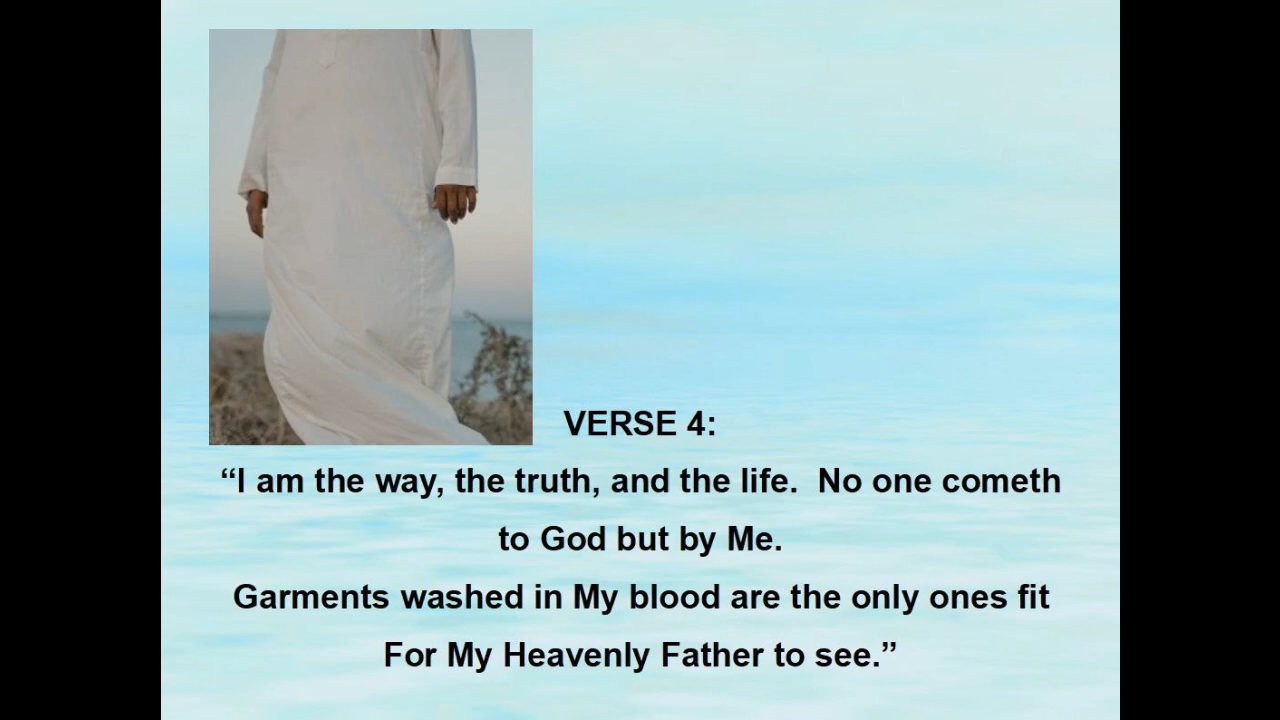 VERSE 4:
“I am the way, the truth, and the life.  No one cometh
to God but by Me.
Garments washed in My blood are the only ones fit
For My Heavenly Father to see.”